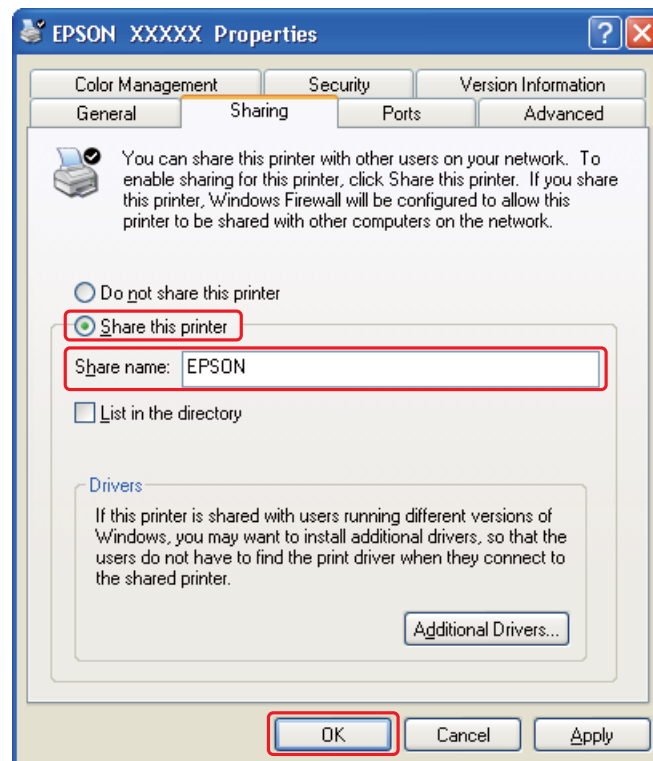 EPSON XXXXX Properties
Color Management Security Version Information
General Sharing Ports Advanced
You can share this printer with other users on your network. To
enable sharing for this printer, click Share this printer. If you share
this printer, Windows Firewall will be configured to allow this
printer to be shared with other computers on the network.
Do not share this printer
Share this printer
Share name: EPSON
List in the directory
Drivers
If this printer is shared with users running different versions of
Windows, you may want to install additional drivers, so that the
users do not have to find the print driver when they connect to
the shared printer.
Additional Drivers...
OK Cancel Apply